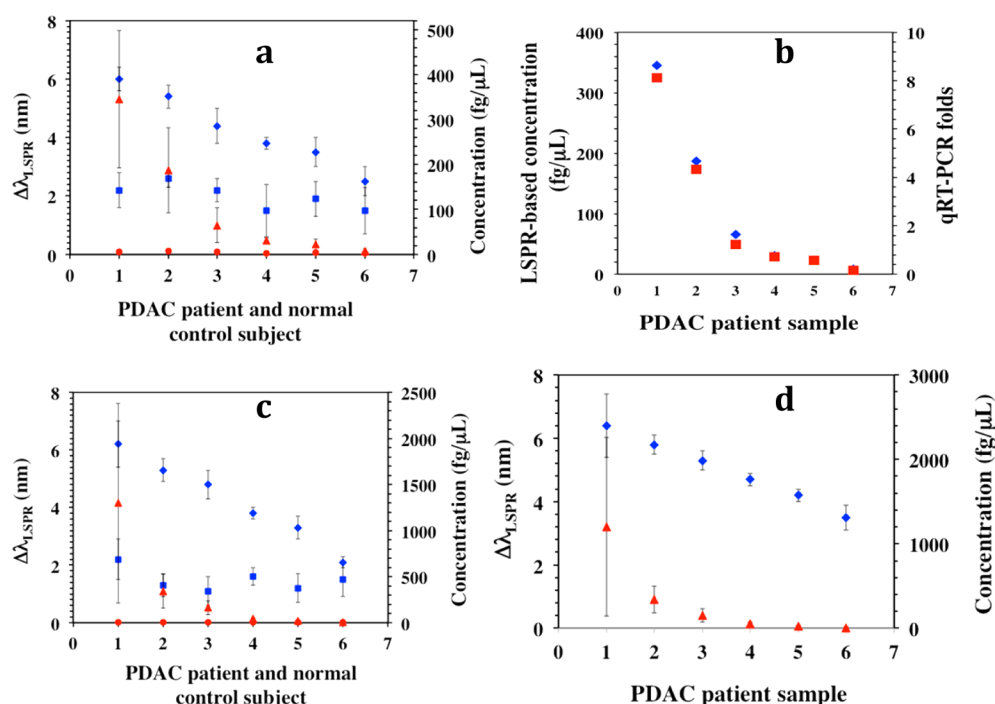 a
8
6
4
2
0
ΔλLSPR (nm)
500
400
300
200
100
0
Concentration (fg/μL)
0 1 2 3 4 5 6 7
PDAC patient and normal
control subject
b
400
300
200
100
0
LSPR-based concentration
(fg/μL)
10
8
6
4
2
0
qRT-PCR folds
0 1 2 3 4 5 6 7
PDAC patient sample
c
8
6
4
2
0
ΔλLSPR (nm)
2500
2000
1500
1000
500
0
Concentration (fg/μL)
0 1 2 3 4 5 6 7
PDAC patient and normal
control subject
d
8
6
4
2
0
ΔλLSPR (nm)
3000
2000
1000
0
Concentration (fg/μL)
0 1 2 3 4 5 6 7
PDAC patient sample